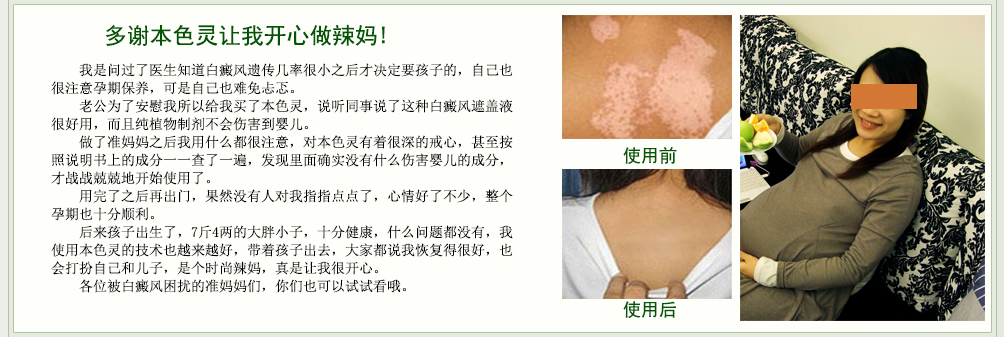 多谢本色灵让我开心做辣妈!
我是问过了医生知道白癜风遗传几率很小之后才决定要孩子的，自己也
很注意孕期保养，可是自己也难免忐忑。
老公为了安慰我所以给我买了本色灵，说听同事说了这种白癜风遮盖液
很好用，而且纯植物制剂不会伤害到婴儿。
做了准妈妈之后我用什么都很注意，对本色灵有着很深的戒心，甚至按
照说明书上的成分一一查了一遍，发现里面确实没有什么伤害婴儿的成分，
才战战兢兢地开始使用了。
用完了之后再出门，果然没有人对我指指点点了，心情好了不少，整个
孕期也十分顺利。
后来孩子出生了，7斤4两的大胖小子，十分健康，什么问题都没有，我
使用本色灵的技术也越来越好，带着孩子出去，大家都说我恢复得很好，也
会打扮自己和儿子，是个时尚辣妈，真是让我很开心。
各位被白癜风困扰的准妈妈们，你们也可以试试看哦。
使用前
使用后